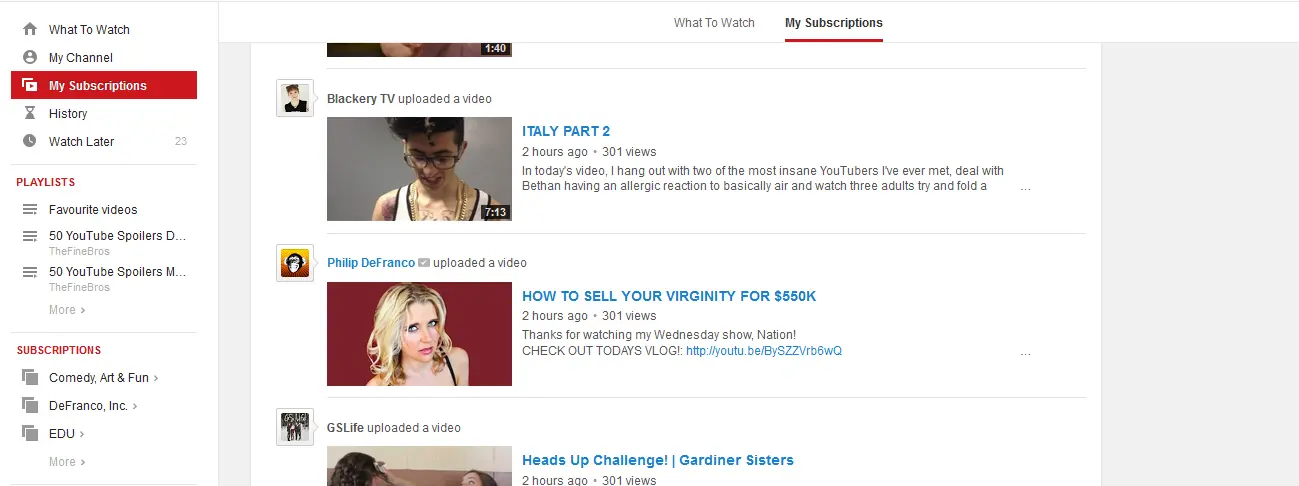 What To Watch
My Channel
My Subscriptions
History
Watch Later 23
PLAYLISTS
Favourite videos
50 YouTube Spoilers D...
TheFineBros
50 YouTube Spoilers M...
TheFineBros
More ›
SUBSCRIPTIONS
Comedy, Art & Fun ›
DeFranco, Inc. ›
EDU ›
More ›
What To Watch My Subscriptions
1:40
Blackery TV uploaded a video
7:13
ITALY PART 2
2 hours ago • 301 views
In today's video, I hang out with two of the most insane YouTubers I've ever met, deal with
Bethan having an allergic reaction to basically air and watch three adults try and fold a ...
Philip DeFranco uploaded a video
HOW TO SELL YOUR VIRGINITY FOR $550K
2 hours ago • 301 views
Thanks for watching my Wednesday show, Nation!
CHECK OUT TODAYS VLOG!: http://youtu.be/BySZZVrb6wQ ...
GSLife uploaded a video
Heads Up Challenge! | Gardiner Sisters
2 hours ago • 301 views